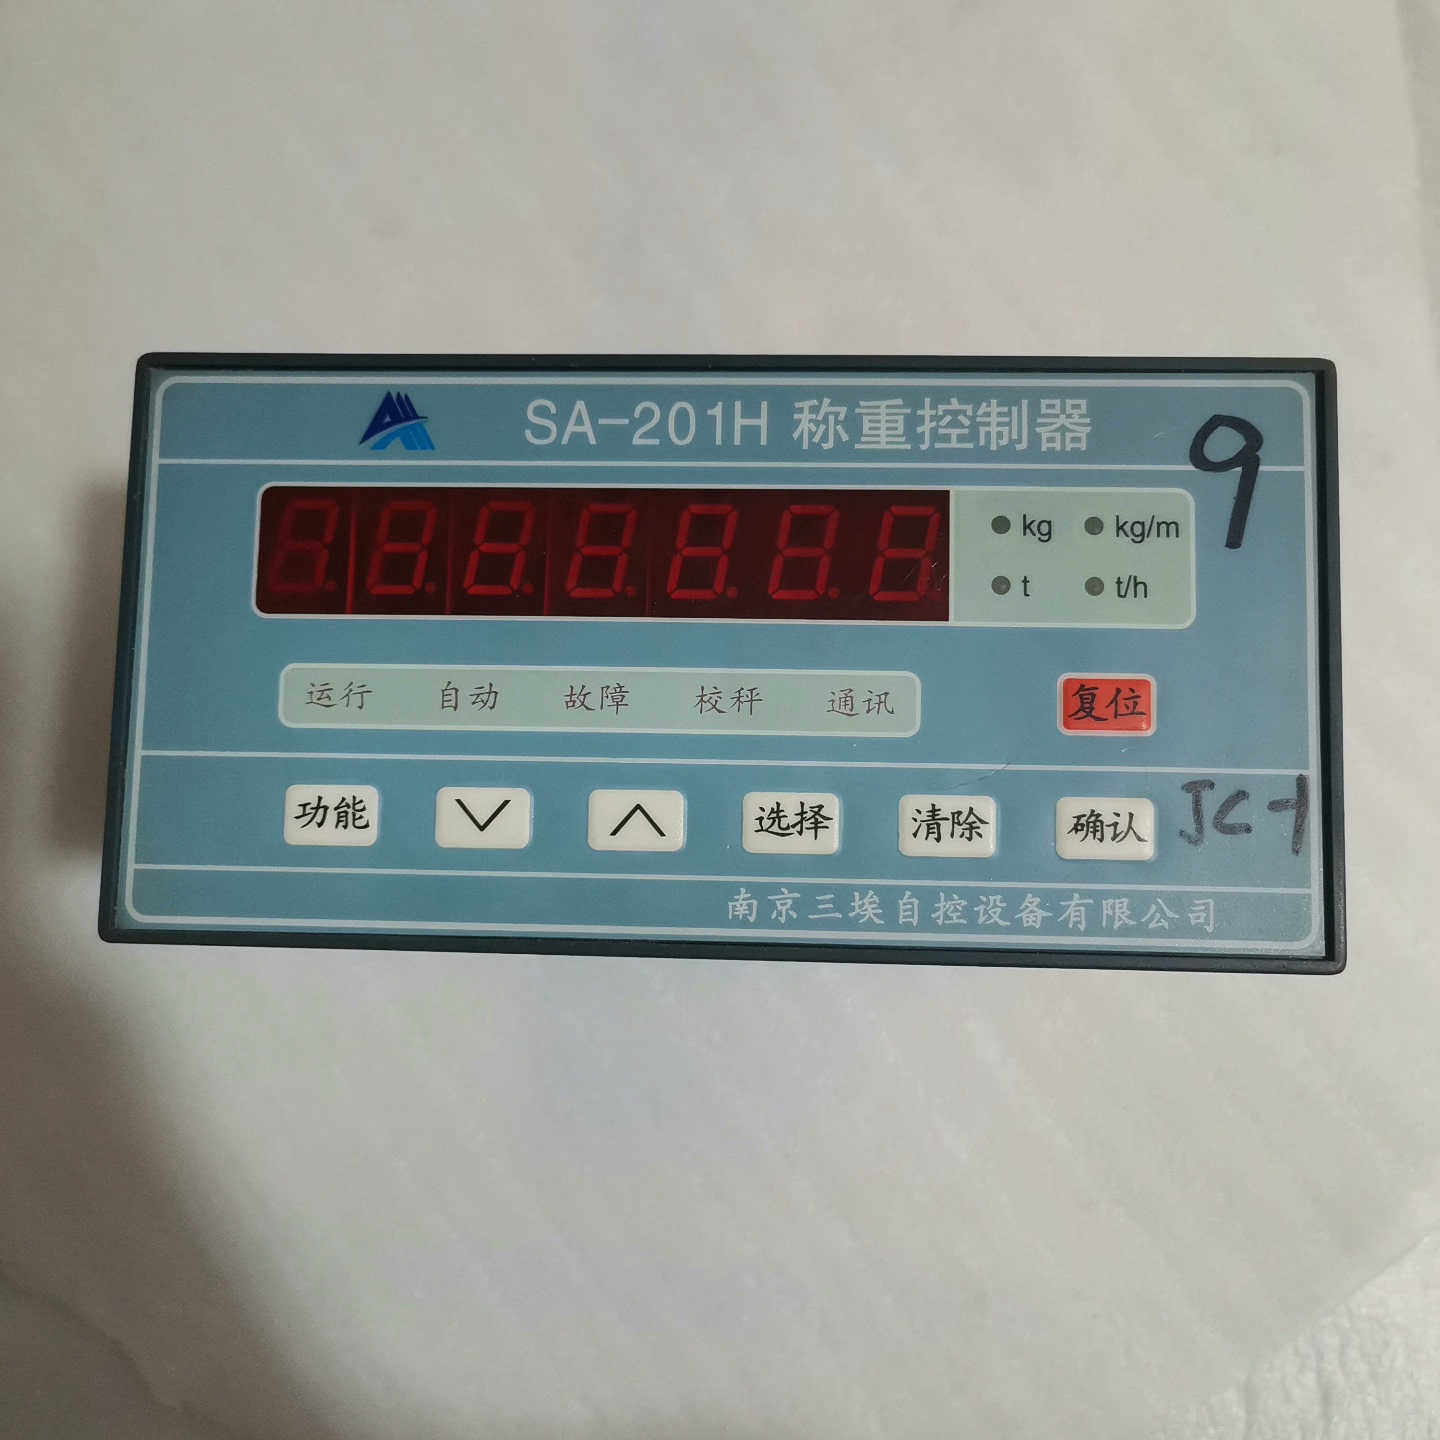 SA-201H 称重控制器
9
kg kg/m
t t/h
运行 自动 故障 校秤 通讯
复位
功能 选择 清除 确认
JC-1
南京三埃自控设备有限公司